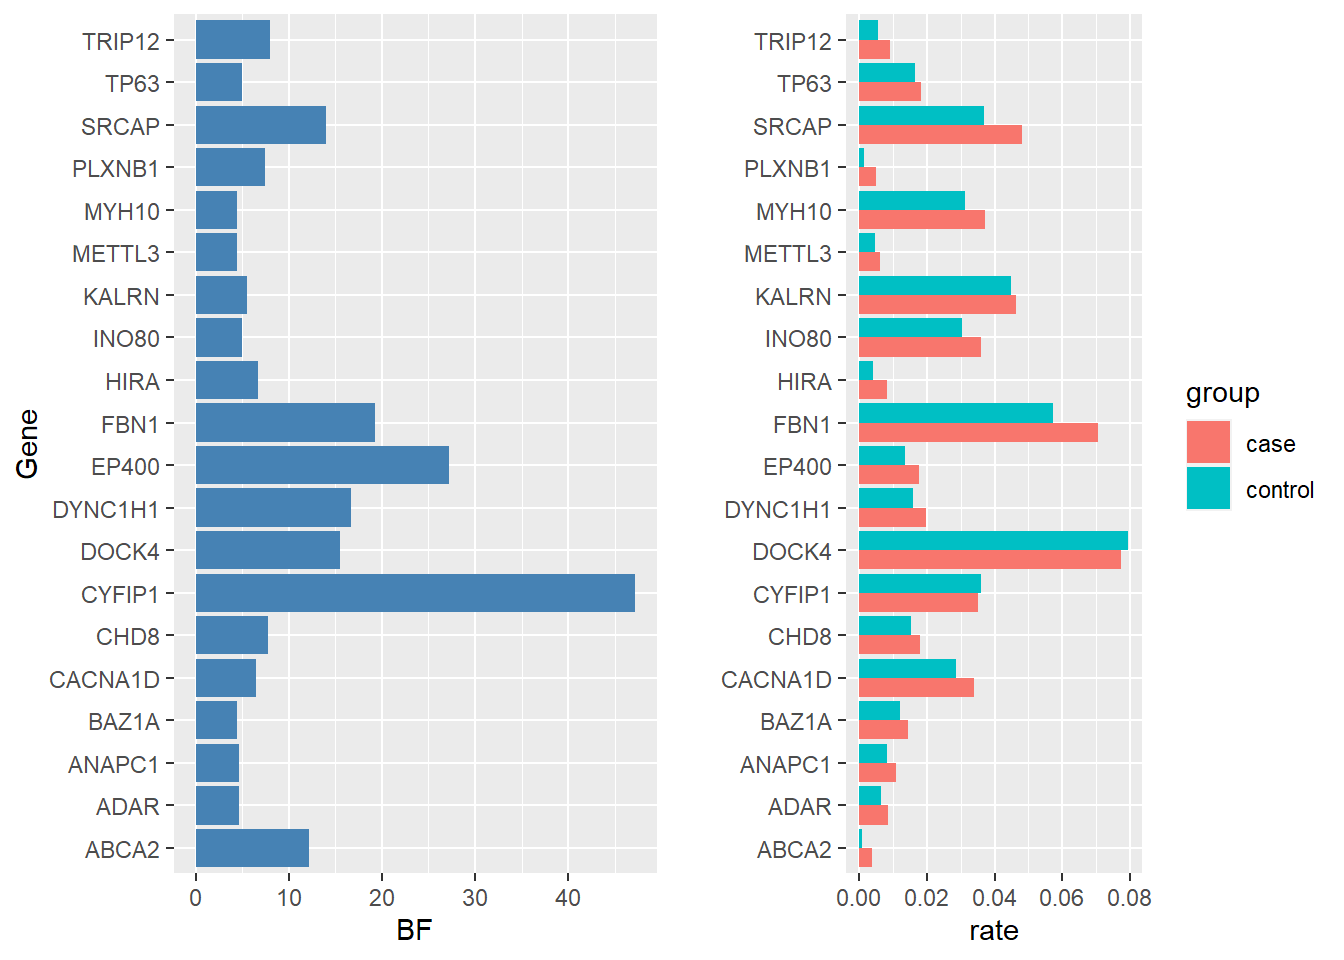 Gene
TRIP12
TP63
SRCAP
PLXNB1
MYH10
METTL3
KALRN
INO80
HIRA
FBN1
EP400
DYNC1H1
DOCK4
CYFIP1
CHD8
CACNA1D
BAZ1A
ANAPC1
ADAR
ABCA2
0 10 20 30 40
BF
TRIP12
TP63
SRCAP
PLXNB1
MYH10
METTL3
KALRN
INO80
HIRA
FBN1
EP400
DYNC1H1
DOCK4
CYFIP1
CHD8
CACNA1D
BAZ1A
ANAPC1
ADAR
ABCA2
0.00 0.02 0.04 0.06 0.08
rate
group
case
control